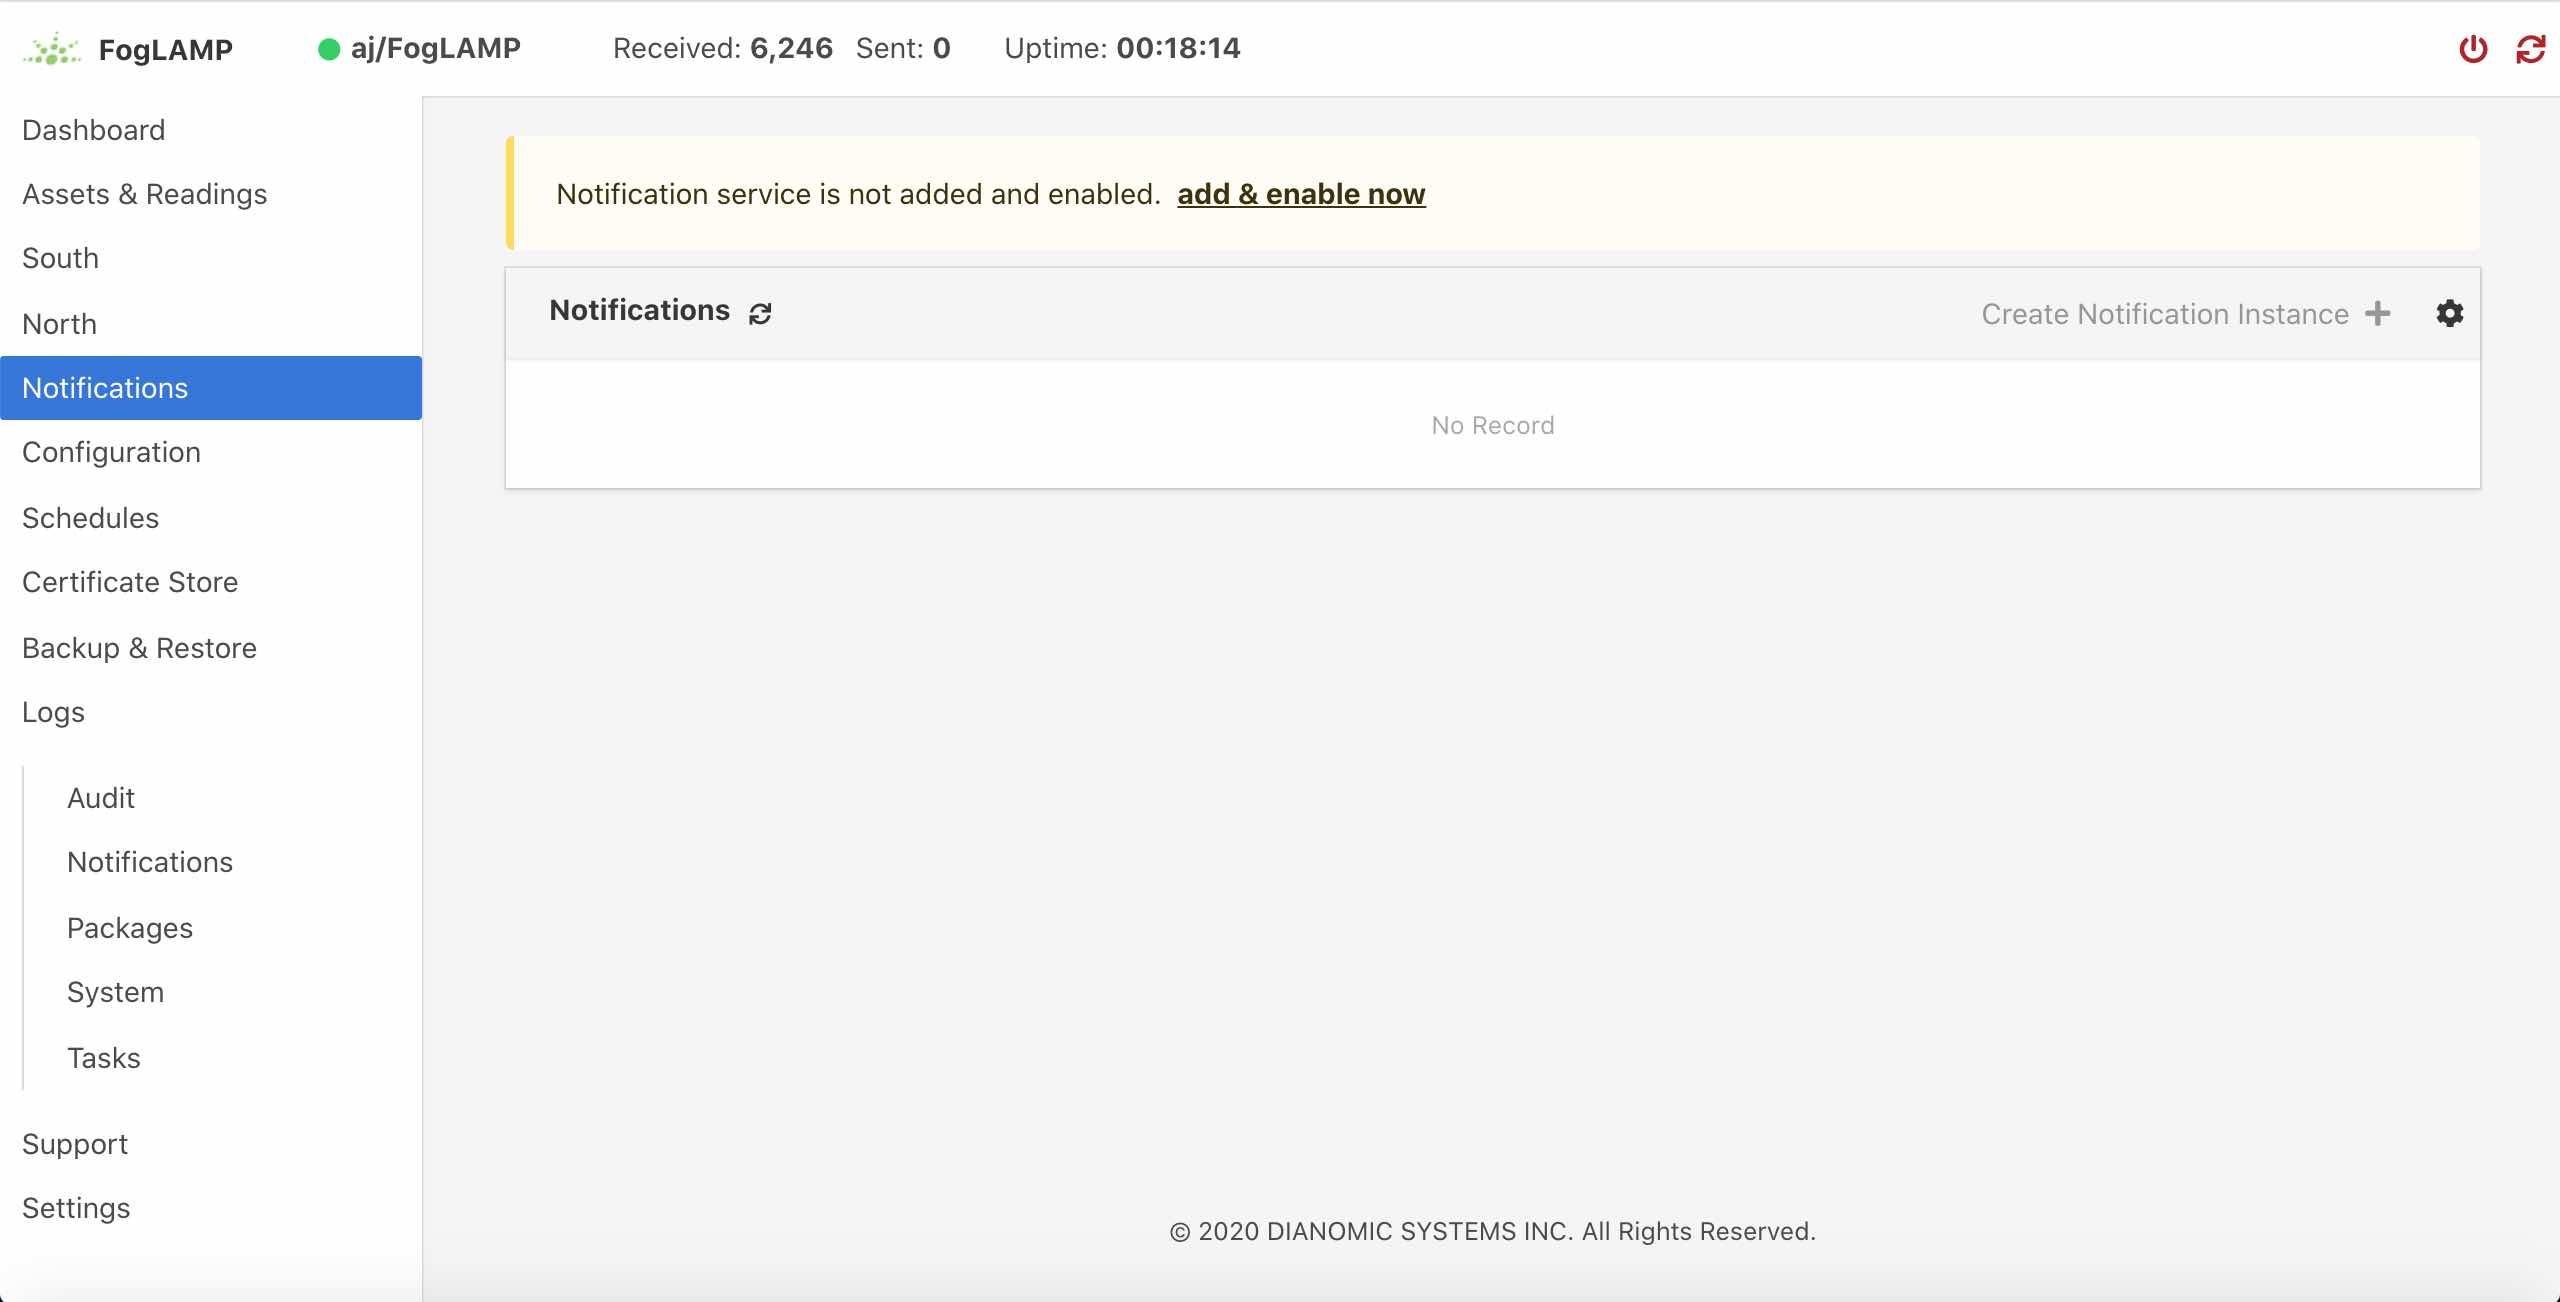 FogLAMP aj/FogLAMP Received: 6,246 Sent: 0 Uptime: 00:18:14
Dashboard
Assets & Readings
South
North
Notifications
Configuration
Schedules
Certificate Store
Backup & Restore
Logs
Audit
Notifications
Packages
System
Tasks
Support
Settings
Notification service is not added and enabled. add & enable now
Notifications Create Notification Instance
No Record
© 2020 DIANOMIC SYSTEMS INC. All Rights Reserved.